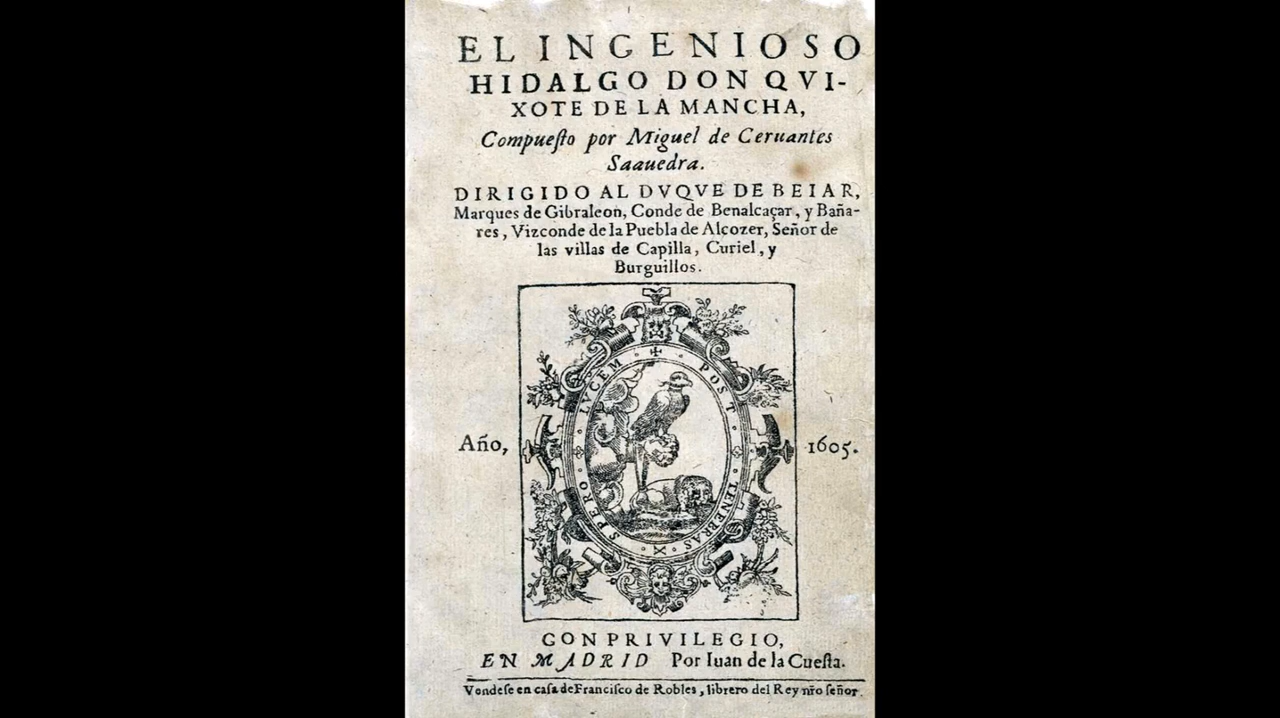 EL INGENIOSO
HIDALGO DON QVI-
XOTE DE LA MANCHA,
Compueſto por Miguel de Ceruantes
Saauedra.
DIRIGIDO AL DVQVE DE BEIAR,
Marques de Gibraleon, Conde de Benalcaçar, y Baña-
res, Vizconde de la Puebla de Alcozer, Señor de
las villas de Capilla, Curiel, y
Burguillos.
SPERO LVCEM POST TENEBRAS
Año, 1605.
CON PRIVILEGIO,
EN MADRID Por Iuan de la Cueſta.
Vendeſe en caſa de Franciſco de Robles, librero del Rey nr̃o ſeñor.